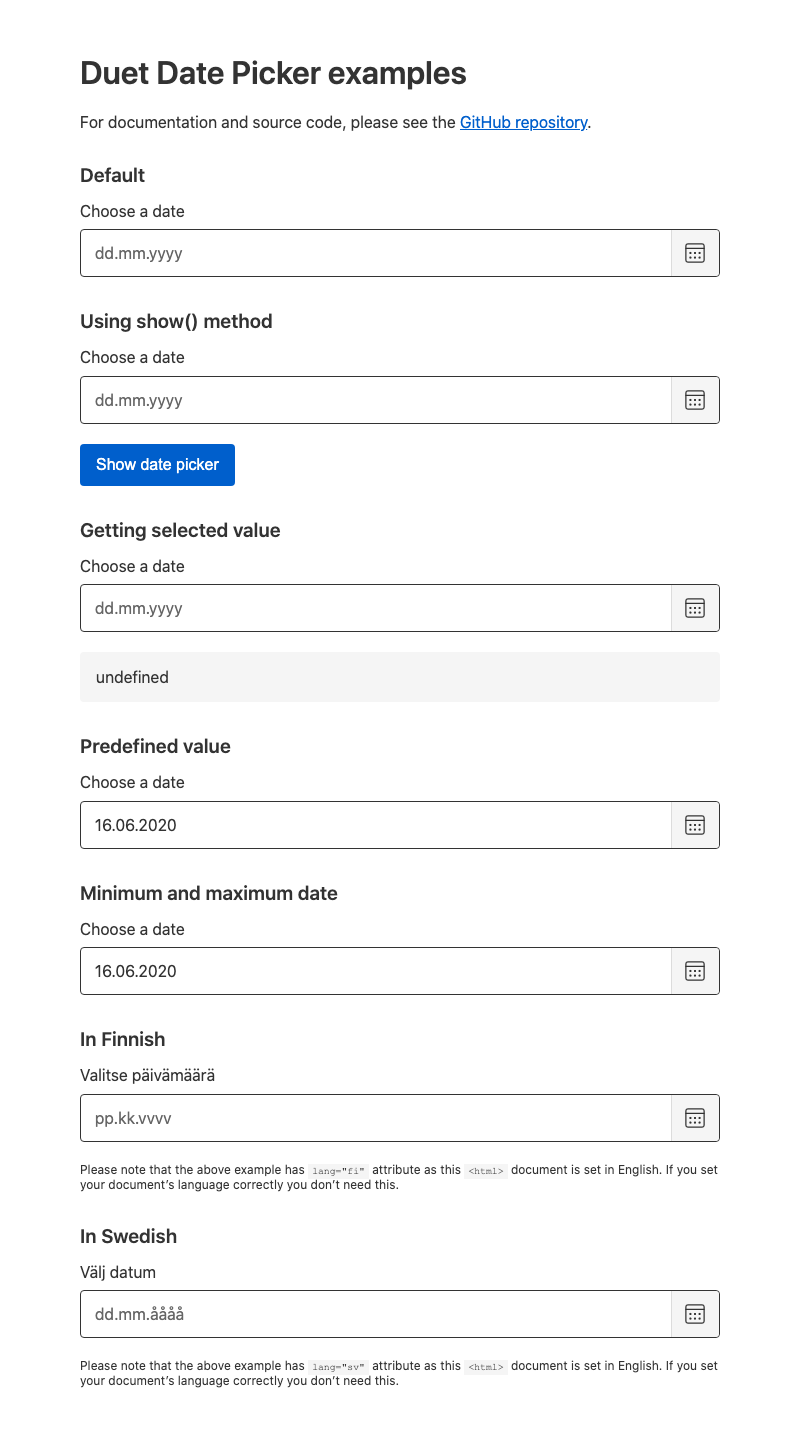 Duet Date Picker examples
For documentation and source code, please see the GitHub repository.
Default
Choose a date
dd.mm.yyyy
Using show() method
Choose a date
dd.mm.yyyy
Show date picker
Getting selected value
Choose a date
dd.mm.yyyy
undefined
Predefined value
Choose a date
16.06.2020
Minimum and maximum date
Choose a date
16.06.2020
In Finnish
Valitse päivämäärä
pp.kk.vvvv
Please note that the above example has lang="fi" attribute as this <html> document is set in English. If you set
your document’s language correctly you don’t need this.
In Swedish
Välj datum
dd.mm.åååå
Please note that the above example has lang="sv" attribute as this <html> document is set in English. If you set
your document’s language correctly you don’t need this.